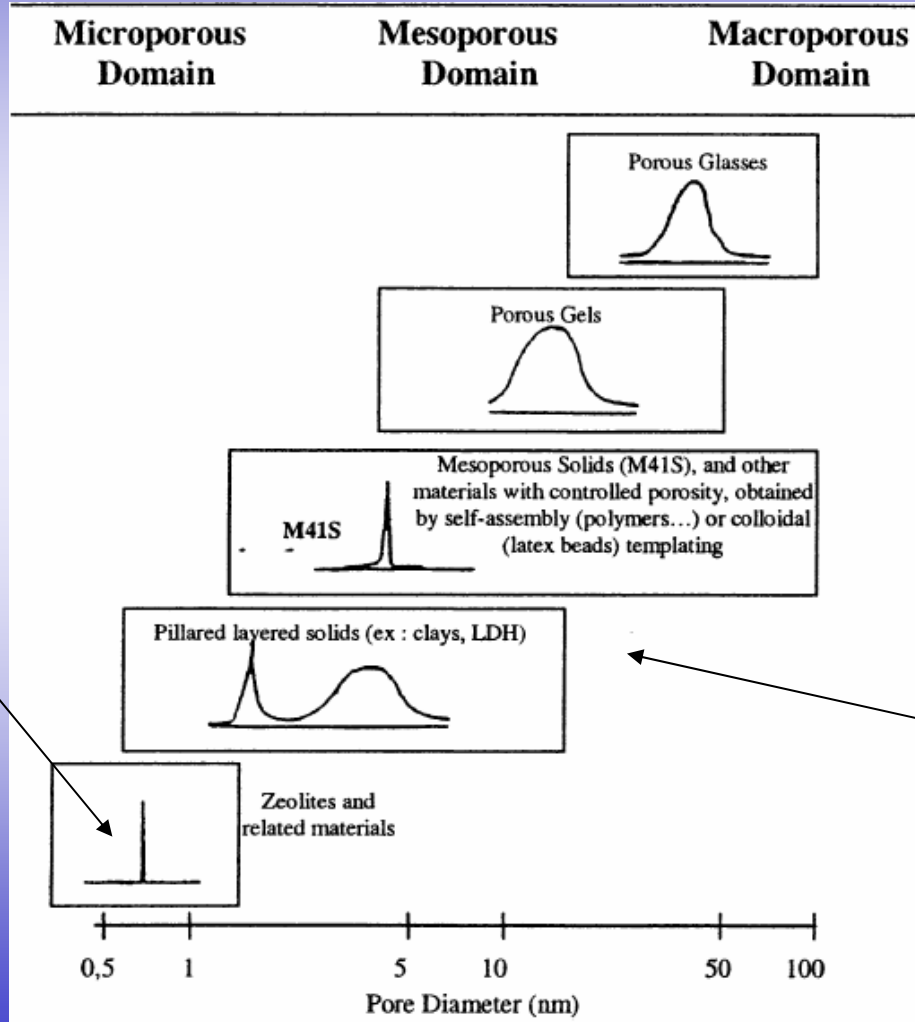 Microporous Domain
Mesoporous Domain
Macroporous Domain
Porous Glasses
Porous Gels
Mesoporous Solids (M41S), and other
materials with controlled porosity, obtained
by self-assembly (polymers...) or colloidal
(latex beads) templating
M41S
Pillared layered solids (ex : clays, LDH)
Zeolites and
related materials
0,5 1 5 10 50 100
Pore Diameter (nm)